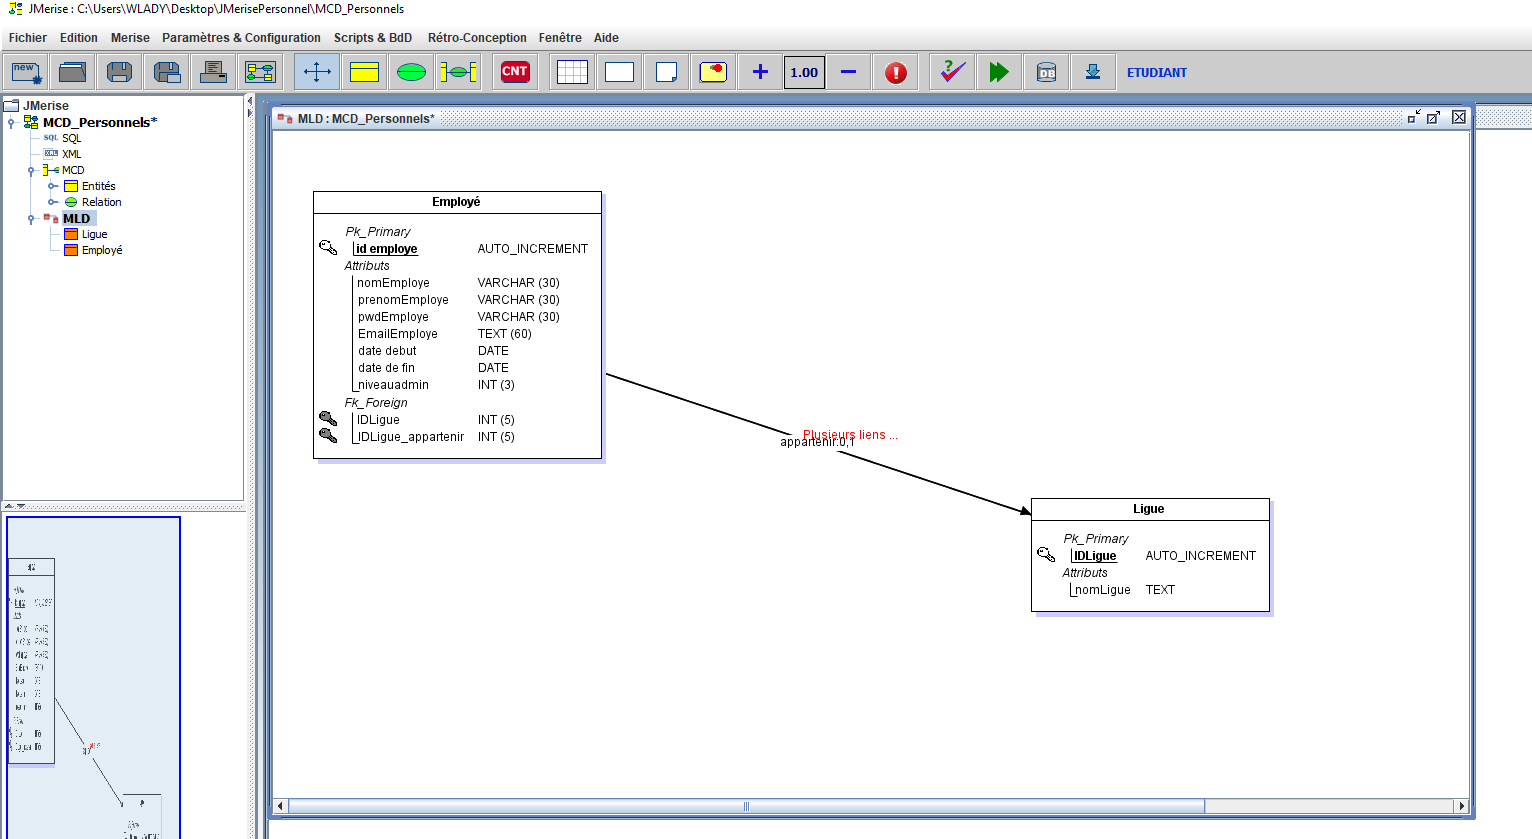 JMerise : C:\Users\WLADY\Desktop\JMerisePersonnel\MCD_Personnels
Fichier Edition Merise Paramètres & Configuration Scripts & BdD Rétro-Conception Fenêtre Aide
new CNT 1.00 DB ETUDIANT
JMerise
MCD_Personnels*
SQL SQL
XML
MCD
Entités
Relation
MLD
Ligue
Employé
MLD : MCD_Personnels*
Employé
Pk_Primary
id employe AUTO_INCREMENT
Attributs
nomEmploye VARCHAR (30)
prenomEmploye VARCHAR (30)
pwdEmploye VARCHAR (30)
EmailEmploye TEXT (60)
date debut DATE
date de fin DATE
niveauadmin INT (3)
Fk_Foreign
IDLigue INT (5)
IDLigue_appartenir INT (5)
Plusieurs liens ...
appartenir:0,1
Ligue
Pk_Primary
IDLigue AUTO_INCREMENT
Attributs
nomLigue TEXT